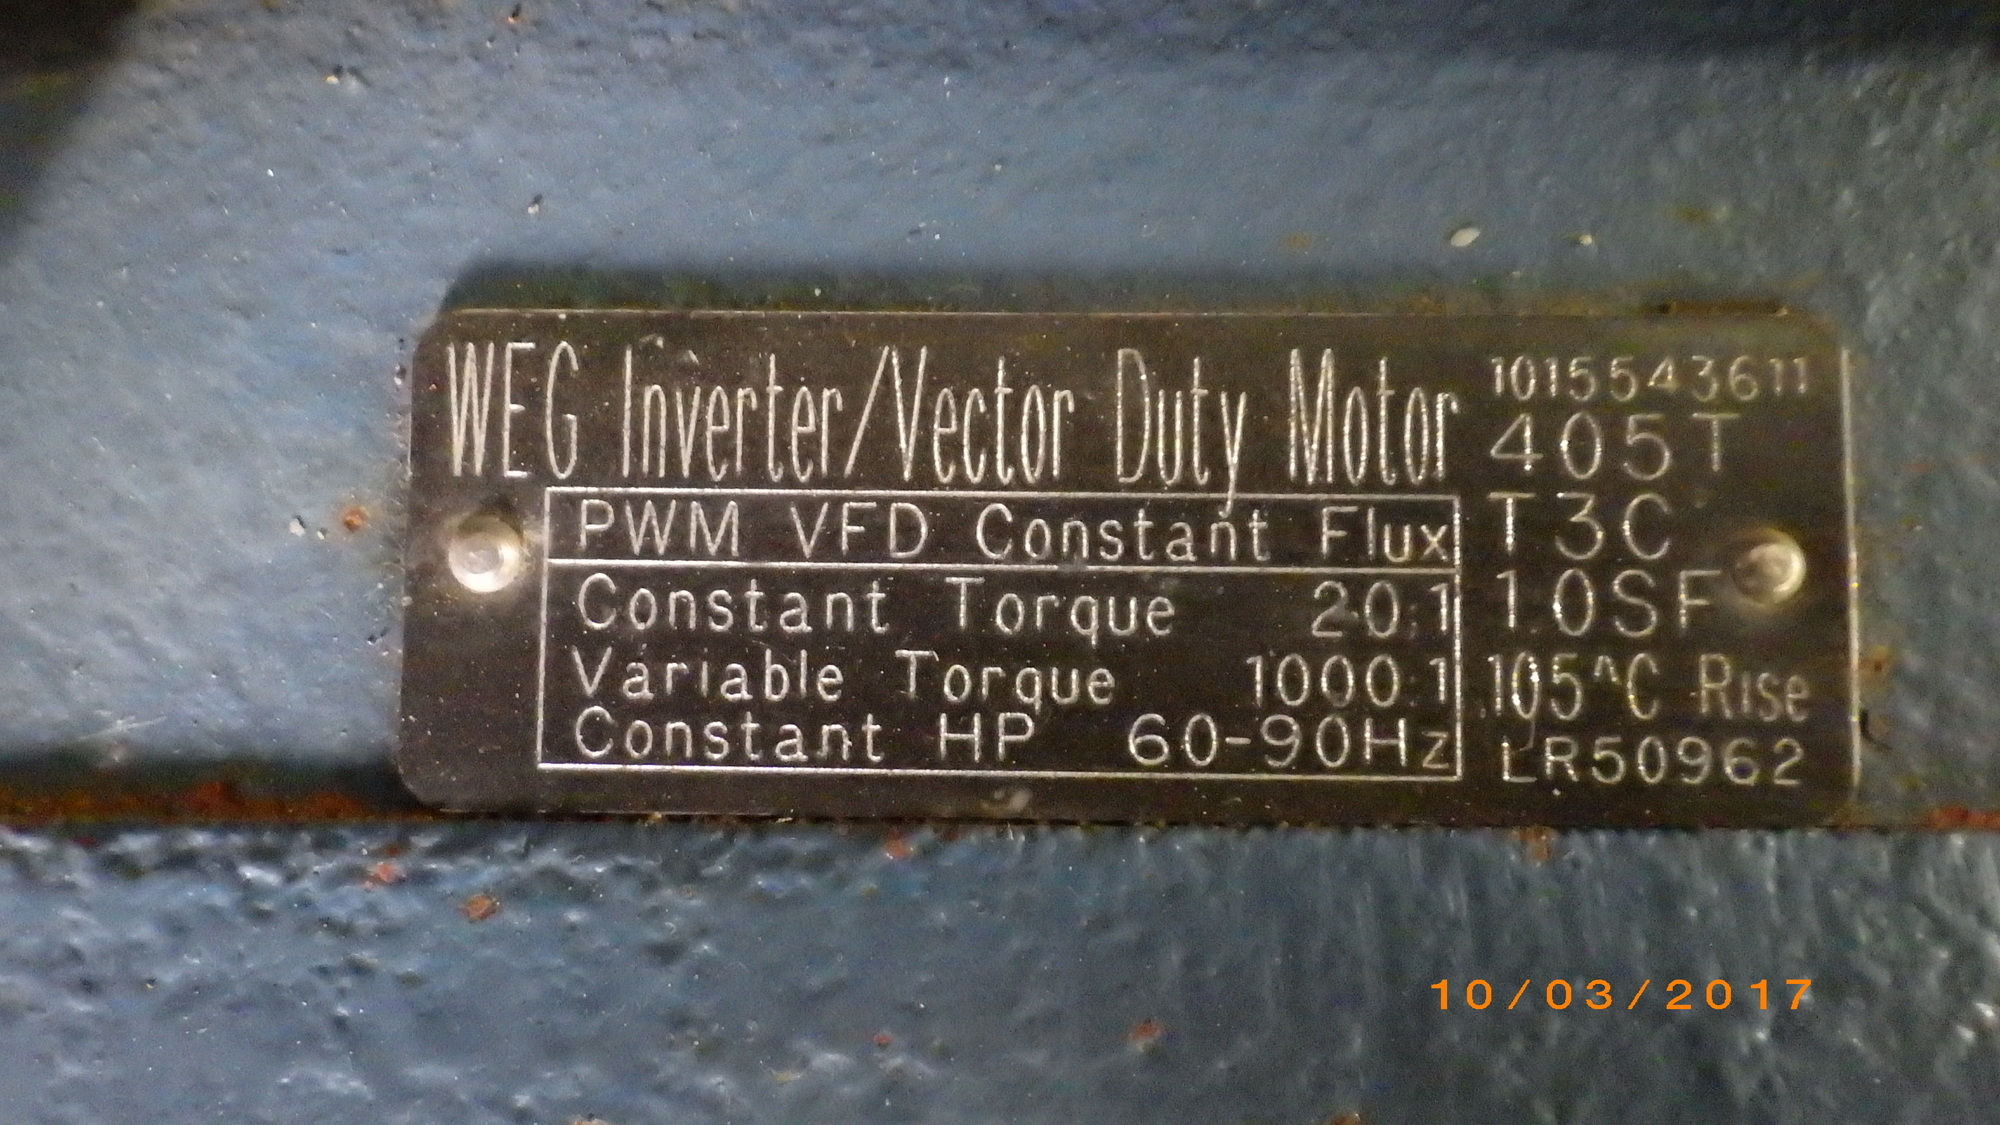 WEG Inverter/Vector Duty Motor
PWM VFD Constant Flux
Constant Torque 20:1
Variable Torque 1000:1
Constant HP 60-90Hz
1015543611
405T
T3C
1.0SF
105^C Rise
LR50962
10/03/2017